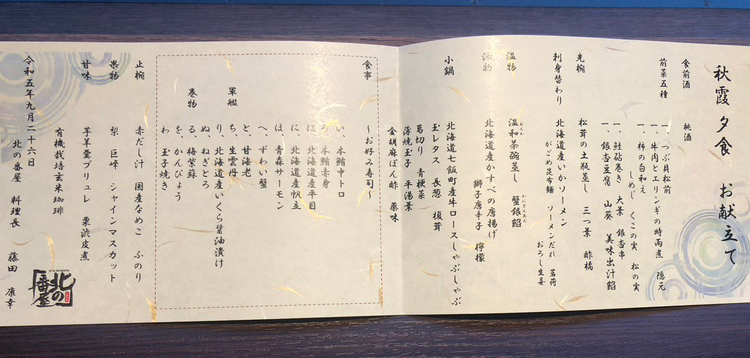 秋霞 夕食 お献立て
食前酒 桃酒
前菜五種 一、つぶ貝松前
一、牛肉とエリンギの時雨煮 隠元
しめじ くこの実 松の実
一、柿の白和え
一、鮭砧巻き 大葉 銀杏串
一、銀杏豆腐 山葵 美味出汁餡
先椀 松茸の土瓶蒸し 三つ葉 酢橘
刺身替わり 北海道産いかソーメン
がごめ昆布麺 ソーメンだれ 茗荷
おろし生姜
温物 温和茶碗蒸し 蟹銀餡
油物 北海道産かすべの唐揚げ
獅子唐辛子 檸檬
小鍋 北海道七飯町産牛ロースしゃぶしゃぶ
玉レタス 長葱 椎茸
葛切り 青梗菜
薄焼玉子 平湯葉
金胡麻ぽん酢 薬味
食事 〜お好み寿司〜
い、本鮪中トロ
ろ、本鮪赤身
は、北海道産平目
に、北海道産帆立
ほ、青森サーモン
へ、ずわい蟹
と、甘海老
軍艦 ち、生雲丹
り、北海道産いくら醤油漬け
ぬ、ねぎとろ
巻物 る、梅紫蘇
を、かんぴょう
わ、玉子焼き
止椀 赤だし汁 国産なめこ ふのり
果物 梨 巨峰 シャインマスカット
甘味 芋羊羹ブリュレ 栗渋皮煮
有機栽培玄米珈琲
令和五年九月二十六日
北の番屋 料理長 藤田 康幸
北の番屋